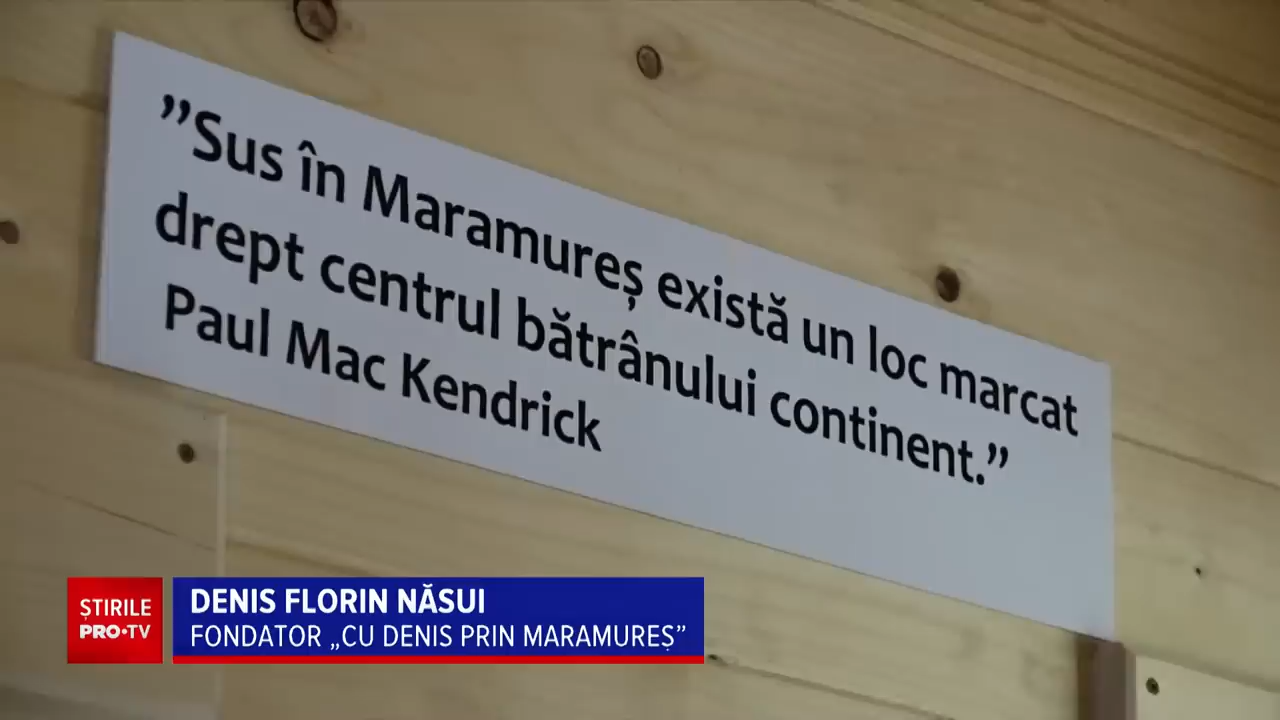 ”Sus în Maramureș există un loc marcat
drept centrul bătrânului continent.”
Paul Mac Kendrick
ȘTIRILE
PRO•TV
DENIS FLORIN NĂSUI
FONDATOR „CU DENIS PRIN MARAMUREȘ”